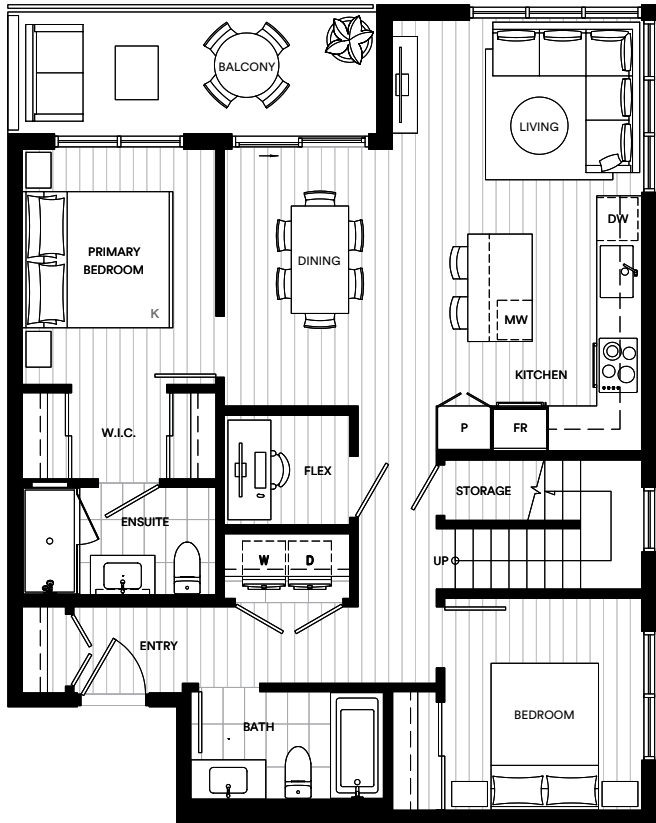 BALCONY
LIVING
DW
PRIMARY
BEDROOM
DINING
K
MW
KITCHEN
P
FR
W.I.C.
FLEX
STORAGE
ENSUITE
W
D
UP
ENTRY
BEDROOM
BATH